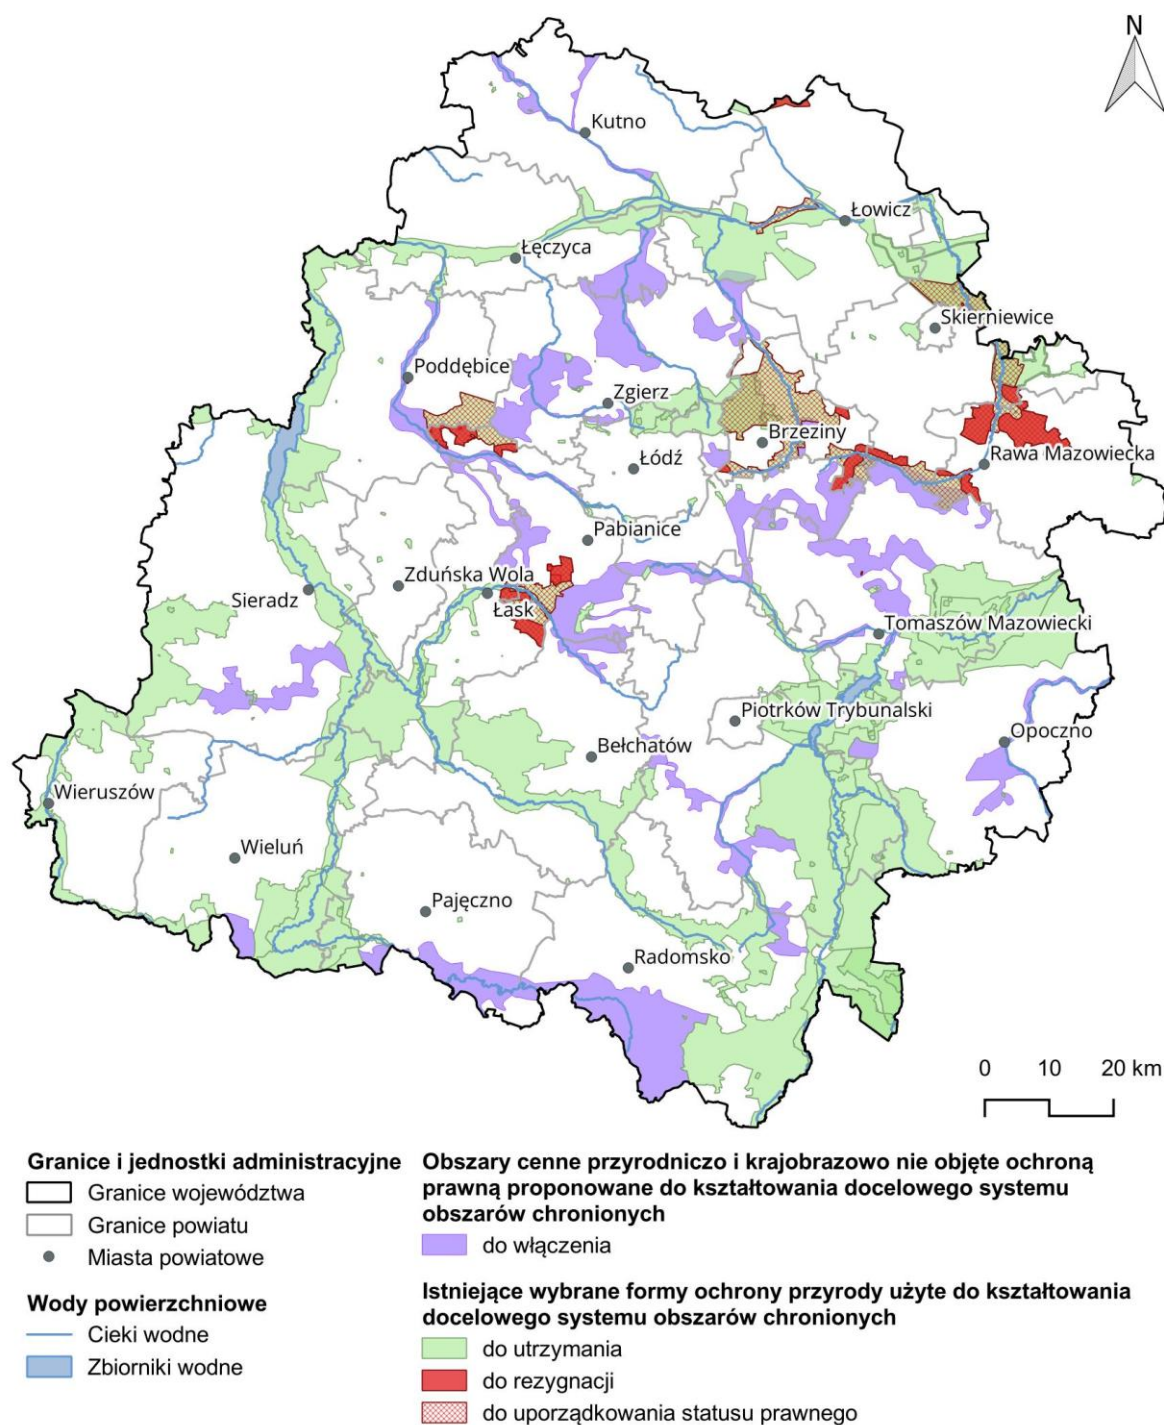 N
Kutno
Łowicz
Łęczyca
Skierniewice
Poddębice
Zgierz
Brzeziny
Łódź
Rawa Mazowiecka
Pabianice
Zduńska Wola
Sieradz
Łask
Tomaszów Mazowiecki
Piotrków Trybunalski
Opoczno
Bełchatów
Wieruszów
Wieluń
Pajęczno
Radomsko
0 10 20 km
Granice i jednostki administracyjne
Granice województwa
Granice powiatu
Miasta powiatowe
Wody powierzchniowe
Cieki wodne
Zbiorniki wodne
Obszary cenne przyrodniczo i krajobrazowo nie objęte ochroną
prawną proponowane do kształtowania docelowego systemu
obszarów chronionych
do włączenia
Istniejące wybrane formy ochrony przyrody użyte do kształtowania
docelowego systemu obszarów chronionych
do utrzymania
do rezygnacji
do uporządkowania statusu prawnego